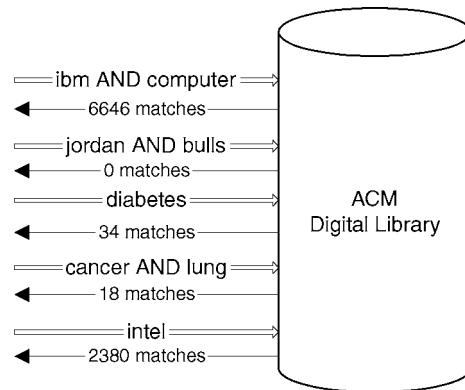 ibm AND computer
6646 matches
jordan AND bulls
0 matches
diabetes
34 matches
cancer AND lung
18 matches
intel
2380 matches
ACM
Digital Library